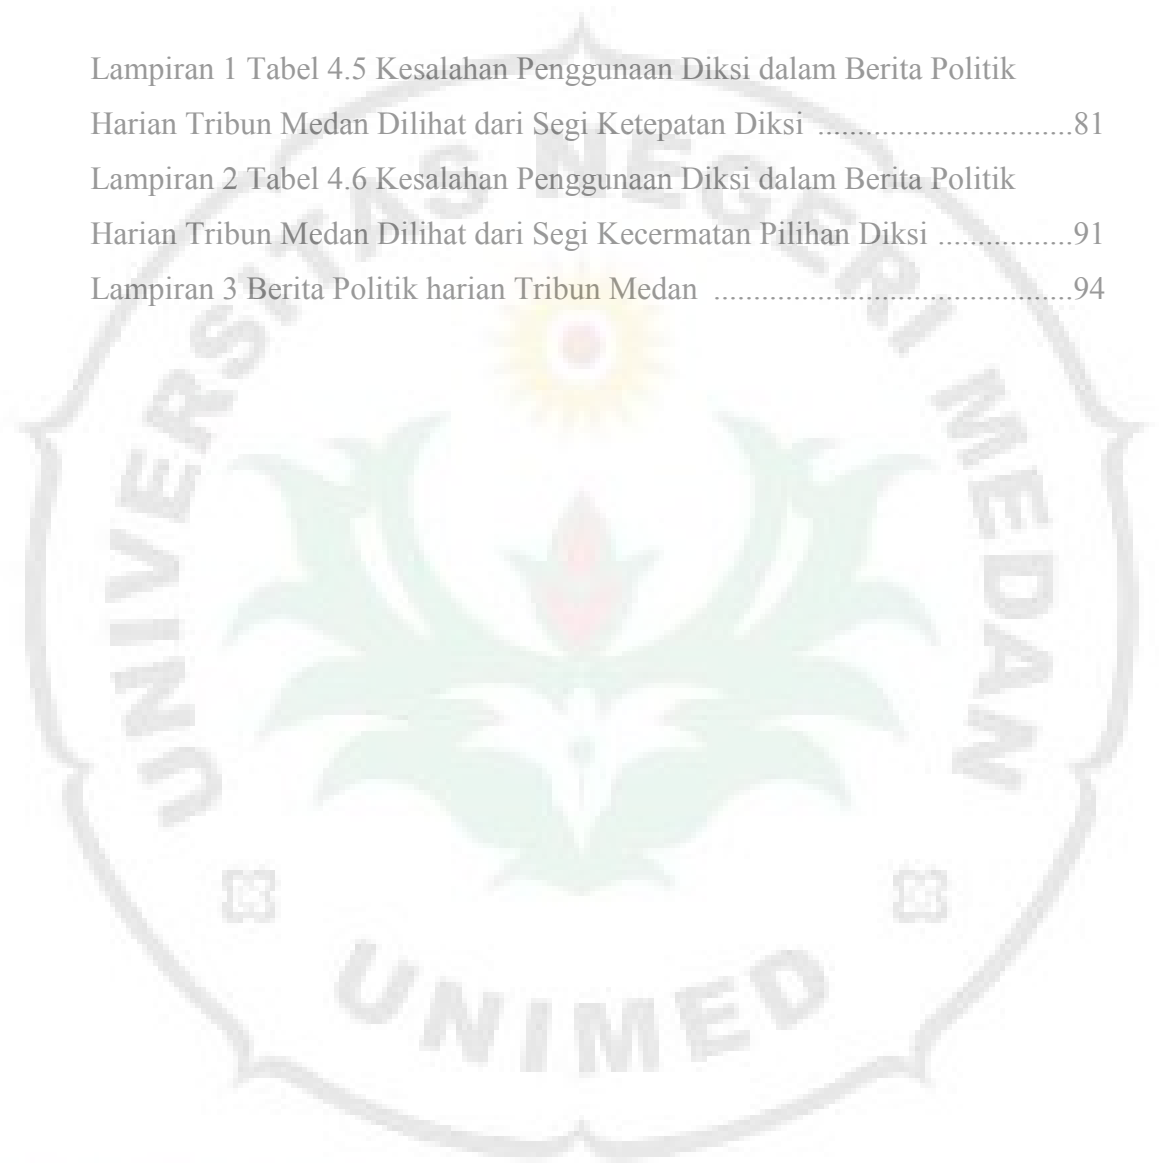 Lampiran 1 Tabel 4.5 Kesalahan Penggunaan Diksi dalam Berita Politik
Harian Tribun Medan Dilihat dari Segi Ketepatan Diksi ...........................81
Lampiran 2 Tabel 4.6 Kesalahan Penggunaan Diksi dalam Berita Politik
Harian Tribun Medan Dilihat dari Segi Kecermatan Pilihan Diksi ................91
Lampiran 3 Berita Politik harian Tribun Medan ......................................94
UNIVERSITAS NEGERI MEDAN
UNIMED